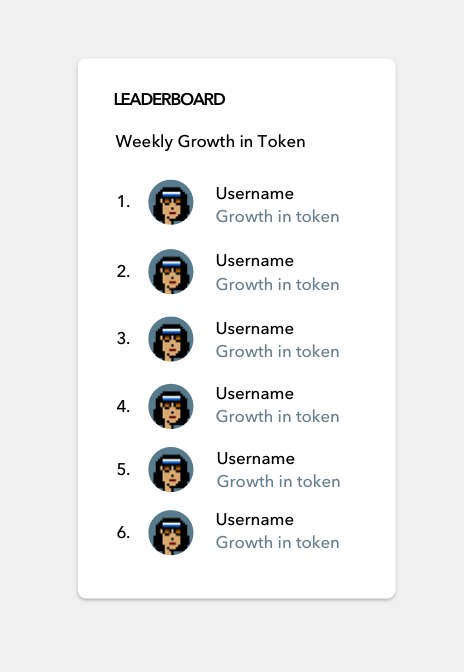 LEADERBOARD
Weekly Growth in Token
1. Username
Growth in token
2. Username
Growth in token
3. Username
Growth in token
4. Username
Growth in token
5. Username
Growth in token
6. Username
Growth in token